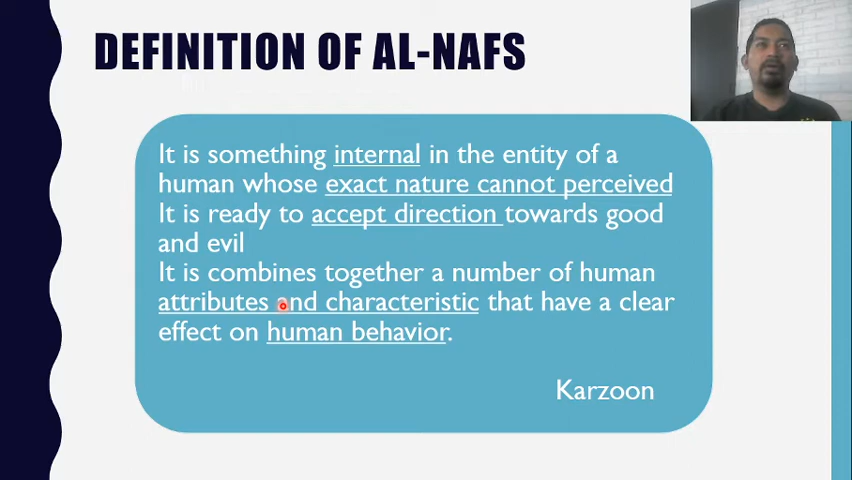 DEFINITION OF AL-NAFS
It is something internal in the entity of a
human whose exact nature cannot perceived
It is ready to accept direction towards good
and evil
It is combines together a number of human
attributes and characteristic that have a clear
effect on human behavior.
Karzoon